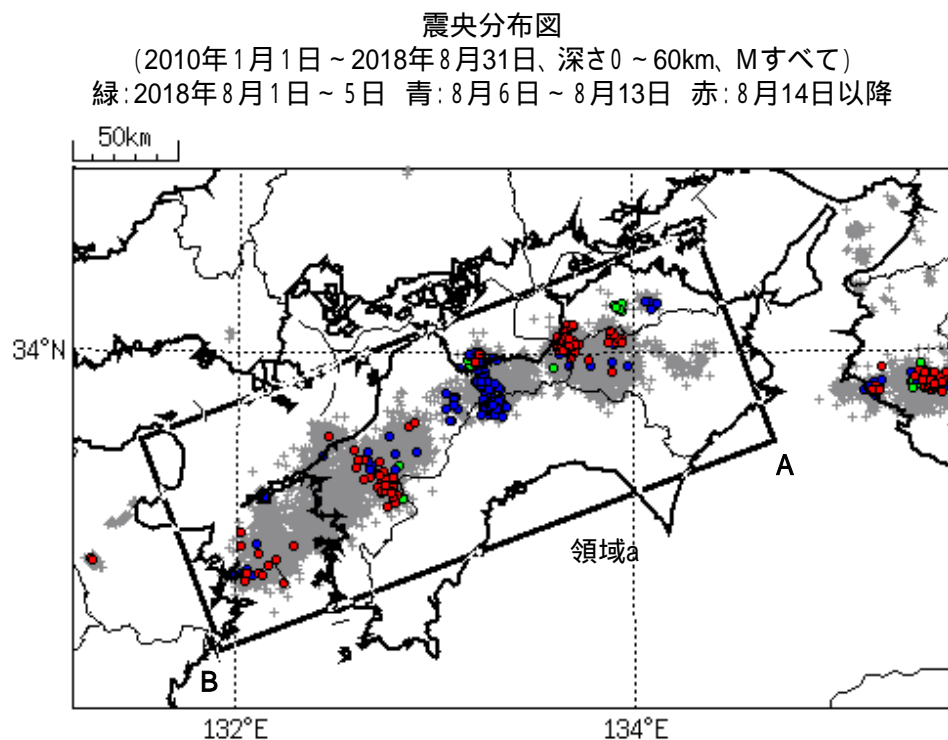 震央分布図
(2010年1月1日~2018年8月31日、深さ0~60km、Mすべて)
緑:2018年8月1日~5日 青:8月6日~8月13日 赤:8月14日以降
50km
34°N
A
領域a
B
132°E 134°E